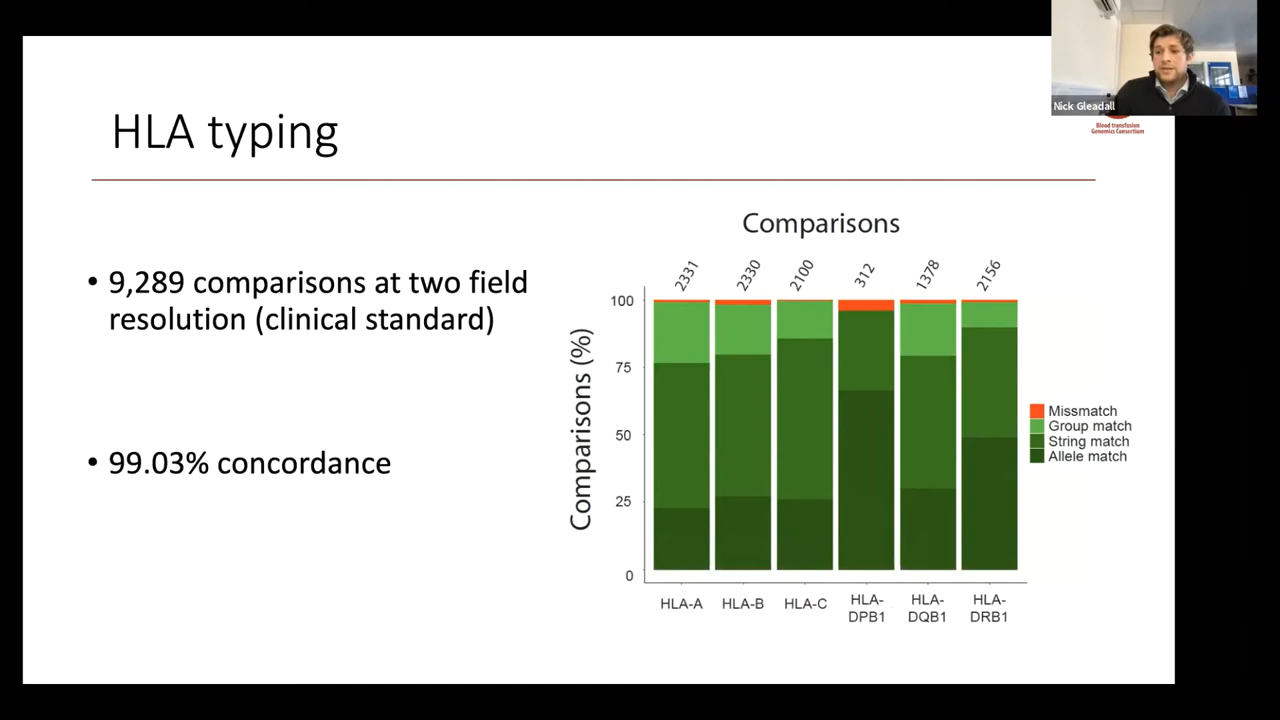 Nick Gleadall
Blood transfusion
Genomics Consortium
HLA typing
• 9,289 comparisons at two field
resolution (clinical standard)
• 99.03% concordance
Comparisons
2331 2330 2100 312 1378 2156
Comparisons (%)
100
75
50
25
0
HLA-A HLA-B HLA-C HLA-DPB1 HLA-DQB1 HLA-DRB1
Missmatch
Group match
String match
Allele match